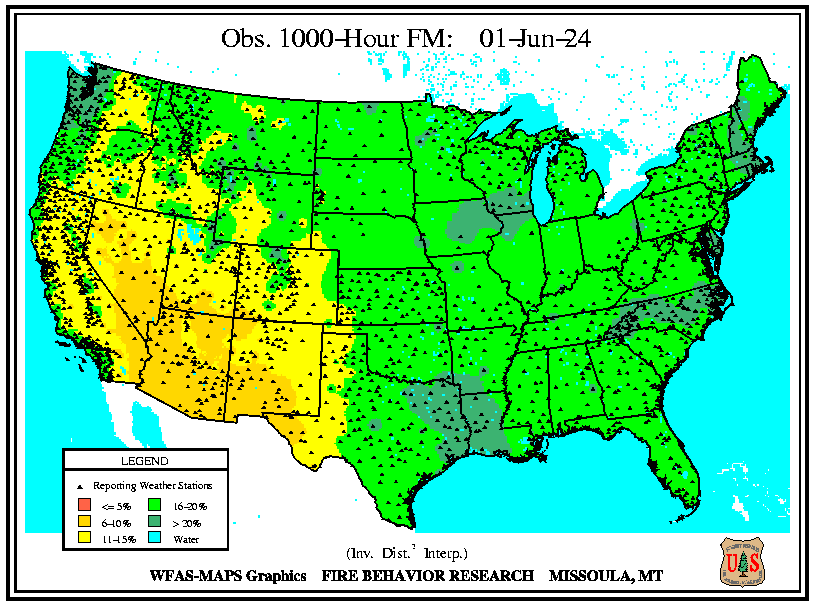 Obs. 1000-Hour FM: 01-Jun-24
LEGEND
Reporting Weather Stations
<= 5% 16-20%
6-10% > 20%
11-15% Water
(Inv. Dist.² Interp.)
WFAS-MAPS Graphics FIRE BEHAVIOR RESEARCH MISSOULA, MT
US